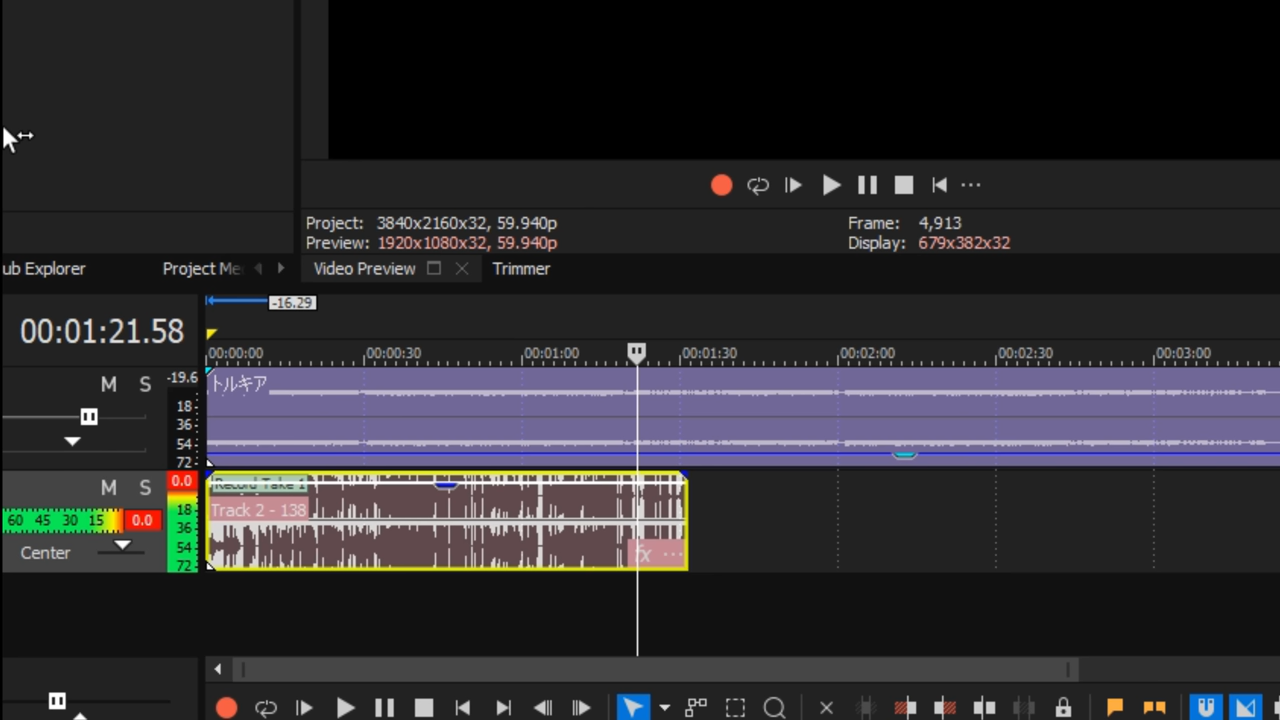 Project: 3840x2160x32, 59.940p
Frame: 4,913
Preview: 1920x1080x32, 59.940p
Display: 679x382x32
ub Explorer
Project Me
Video Preview
Trimmer
-16.29
00:01:21.58
00:00:00
00:00:30
00:01:00
00:01:30
00:02:00
00:02:30
00:03:00
M S
-19.6
トルキア
18
36
54
72
M S
0.0
Record Take 1
Track 2 - 138
60 45 30 15
0.0
18
36
54
72
Center
fx ...